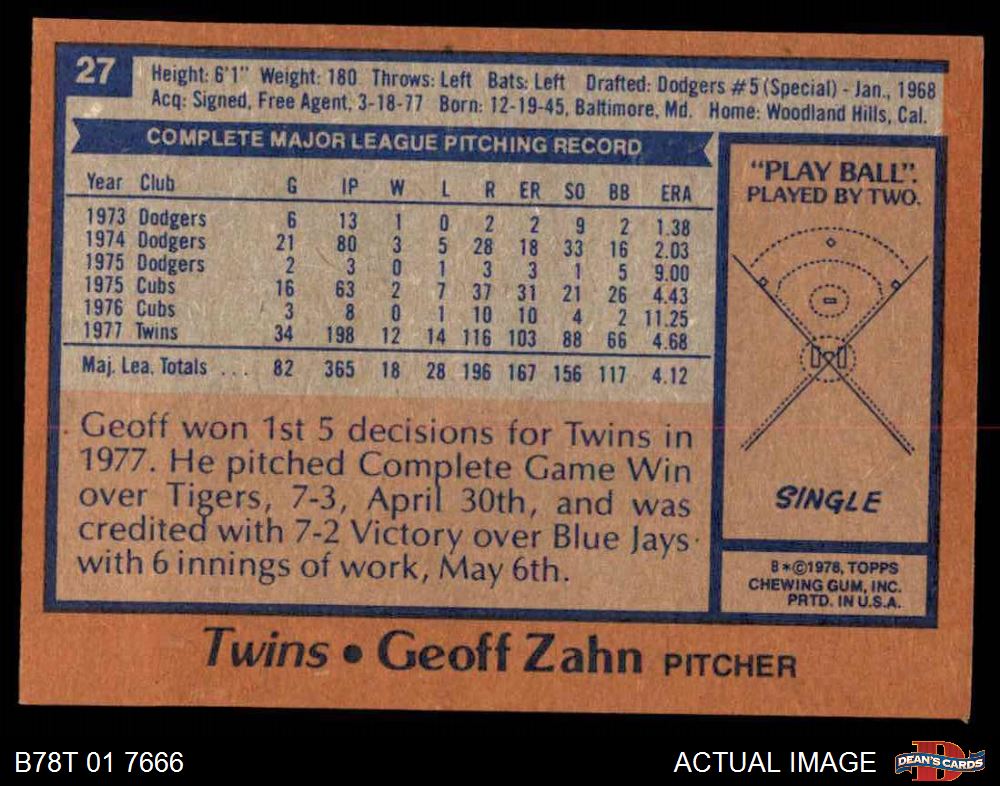 27
Height: 6'1" Weight: 180 Throws: Left Bats: Left Drafted: Dodgers #5 (Special) - Jan., 1968
Acq: Signed, Free Agent, 3-18-77 Born: 12-19-45, Baltimore, Md. Home: Woodland Hills, Cal.
COMPLETE MAJOR LEAGUE PITCHING RECORD
Year Club G IP W L R ER SO BB ERA
1973 Dodgers 6 13 1 0 2 2 9 2 1.38
1974 Dodgers 21 80 3 5 28 18 33 16 2.03
1975 Dodgers 2 3 0 1 3 3 1 5 9.00
1975 Cubs 16 63 2 7 37 31 21 26 4.43
1976 Cubs 3 8 0 1 10 10 4 2 11.25
1977 Twins 34 198 12 14 116 103 88 66 4.68
Maj. Lea. Totals ... 82 365 18 28 196 167 156 117 4.12
Geoff won 1st 5 decisions for Twins in
1977. He pitched Complete Game Win
over Tigers, 7-3, April 30th, and was
credited with 7-2 Victory over Blue Jays
with 6 innings of work, May 6th.
"PLAY BALL".
PLAYED BY TWO.
SINGLE
8*©1978, TOPPS
CHEWING GUM, INC.
PRTD. IN U.S.A.
Twins • Geoff Zahn PITCHER
B78T 01 7666
ACTUAL IMAGE
D
DEAN'S CARDS